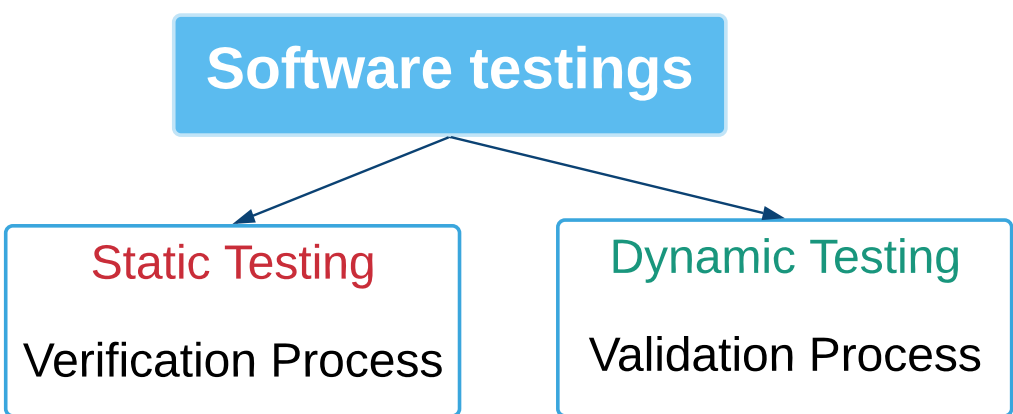 Software testings
Static Testing
Verification Process
Dynamic Testing
Validation Process